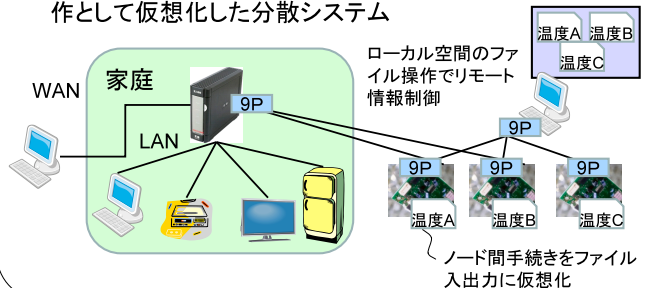 作として仮想化した分散システム
温度A
温度B
温度C
ローカル空間のファ
イル操作でリモート
情報制御
家庭
WAN
9P
LAN
9P
9P
9P
9P
温度A
温度B
温度C
ノード間手続きをファイル
入出力に仮想化